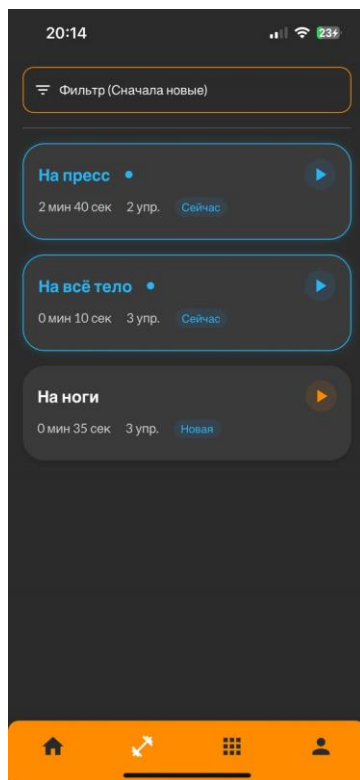 20:14
23
Фильтр (Сначала новые)
На пресс
2 мин 40 сек 2 упр. Сейчас
На всё тело
0 мин 10 сек 3 упр. Сейчас
На ноги
0 мин 35 сек 3 упр. Новая